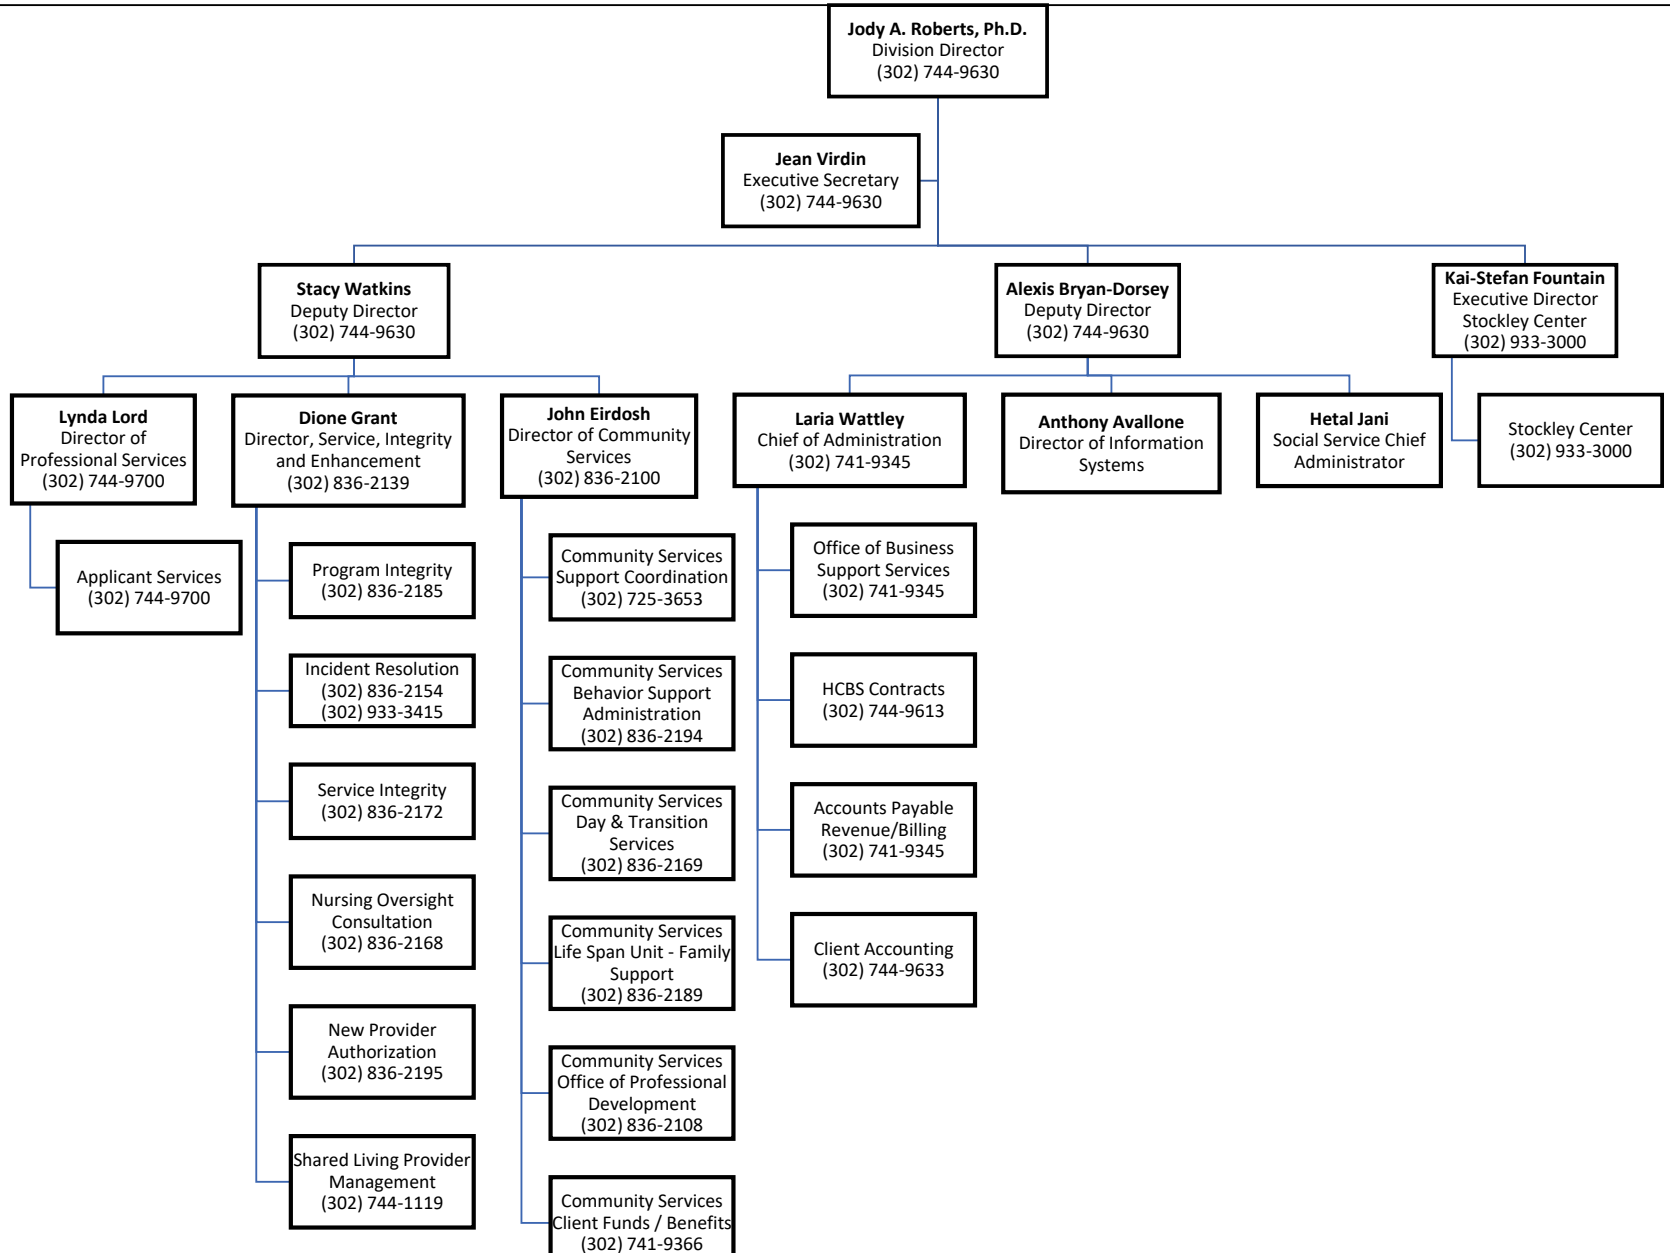 Jody A. Roberts, Ph.D.
Division Director
(302) 744-9630
Jean Virdin
Executive Secretary
(302) 744-9630
Stacy Watkins
Deputy Director
(302) 744-9630
Alexis Bryan-Dorsey
Deputy Director
(302) 744-9630
Kai-Stefan Fountain
Executive Director
Stockley Center
(302) 933-3000
Lynda Lord
Director of
Professional Services
(302) 744-9700
Dione Grant
Director, Service, Integrity
and Enhancement
(302) 836-2139
John Eirdosh
Director of Community
Services
(302) 836-2100
Laria Wattley
Chief of Administration
(302) 741-9345
Anthony Avallone
Director of Information
Systems
Hetal Jani
Social Service Chief
Administrator
Stockley Center
(302) 933-3000
Applicant Services
(302) 744-9700
Program Integrity
(302) 836-2185
Incident Resolution
(302) 836-2154
(302) 933-3415
Service Integrity
(302) 836-2172
Nursing Oversight
Consultation
(302) 836-2168
New Provider
Authorization
(302) 836-2195
Shared Living Provider
Management
(302) 744-1119
Community Services
Support Coordination
(302) 725-3653
Community Services
Behavior Support
Administration
(302) 836-2194
Community Services
Day & Transition
Services
(302) 836-2169
Community Services
Life Span Unit - Family
Support
(302) 836-2189
Community Services
Office of Professional
Development
(302) 836-2108
Community Services
Client Funds / Benefits
(302) 741-9366
Office of Business
Support Services
(302) 741-9345
HCBS Contracts
(302) 744-9613
Accounts Payable
Revenue/Billing
(302) 741-9345
Client Accounting
(302) 744-9633